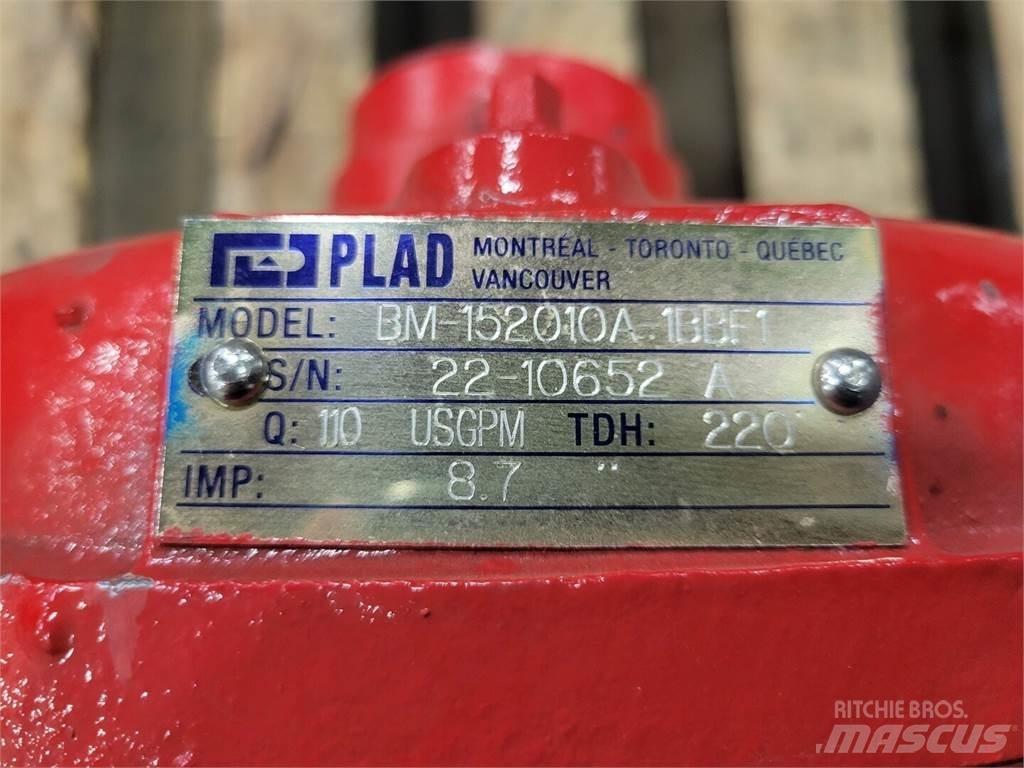 PLAD MONTRÉAL - TORONTO - QUÉBEC
VANCOUVER
MODEL: BM-152010A-1BBF1
S/N: 22-10652 A
Q: 110 USGPM TDH: 220'
IMP: 8.7 "
RITCHIE BROS.
MASCUS